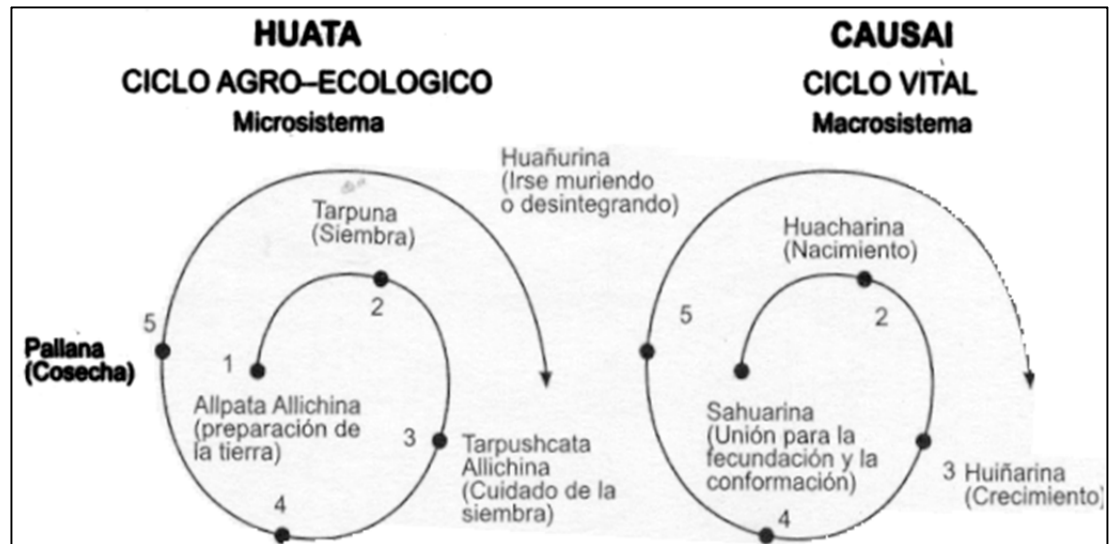 HUATA
CICLO AGRO–ECOLOGICO
Microsistema
Tarpuna
(Siembra)
2
5
Pallana
(Cosecha)
1
Allpata Allichina
(preparación de
la tierra)
3
Tarpushcata
Allichina
(Cuidado de la
siembra)
4
CAUSAI
CICLO VITAL
Macrosistema
Huañurina
(Irse muriendo
o desintegrando)
Huacharina
(Nacimiento)
2
5
Sahuarina
(Unión para la
fecundación y la
conformación)
3 Huiñarina
(Crecimiento)
4